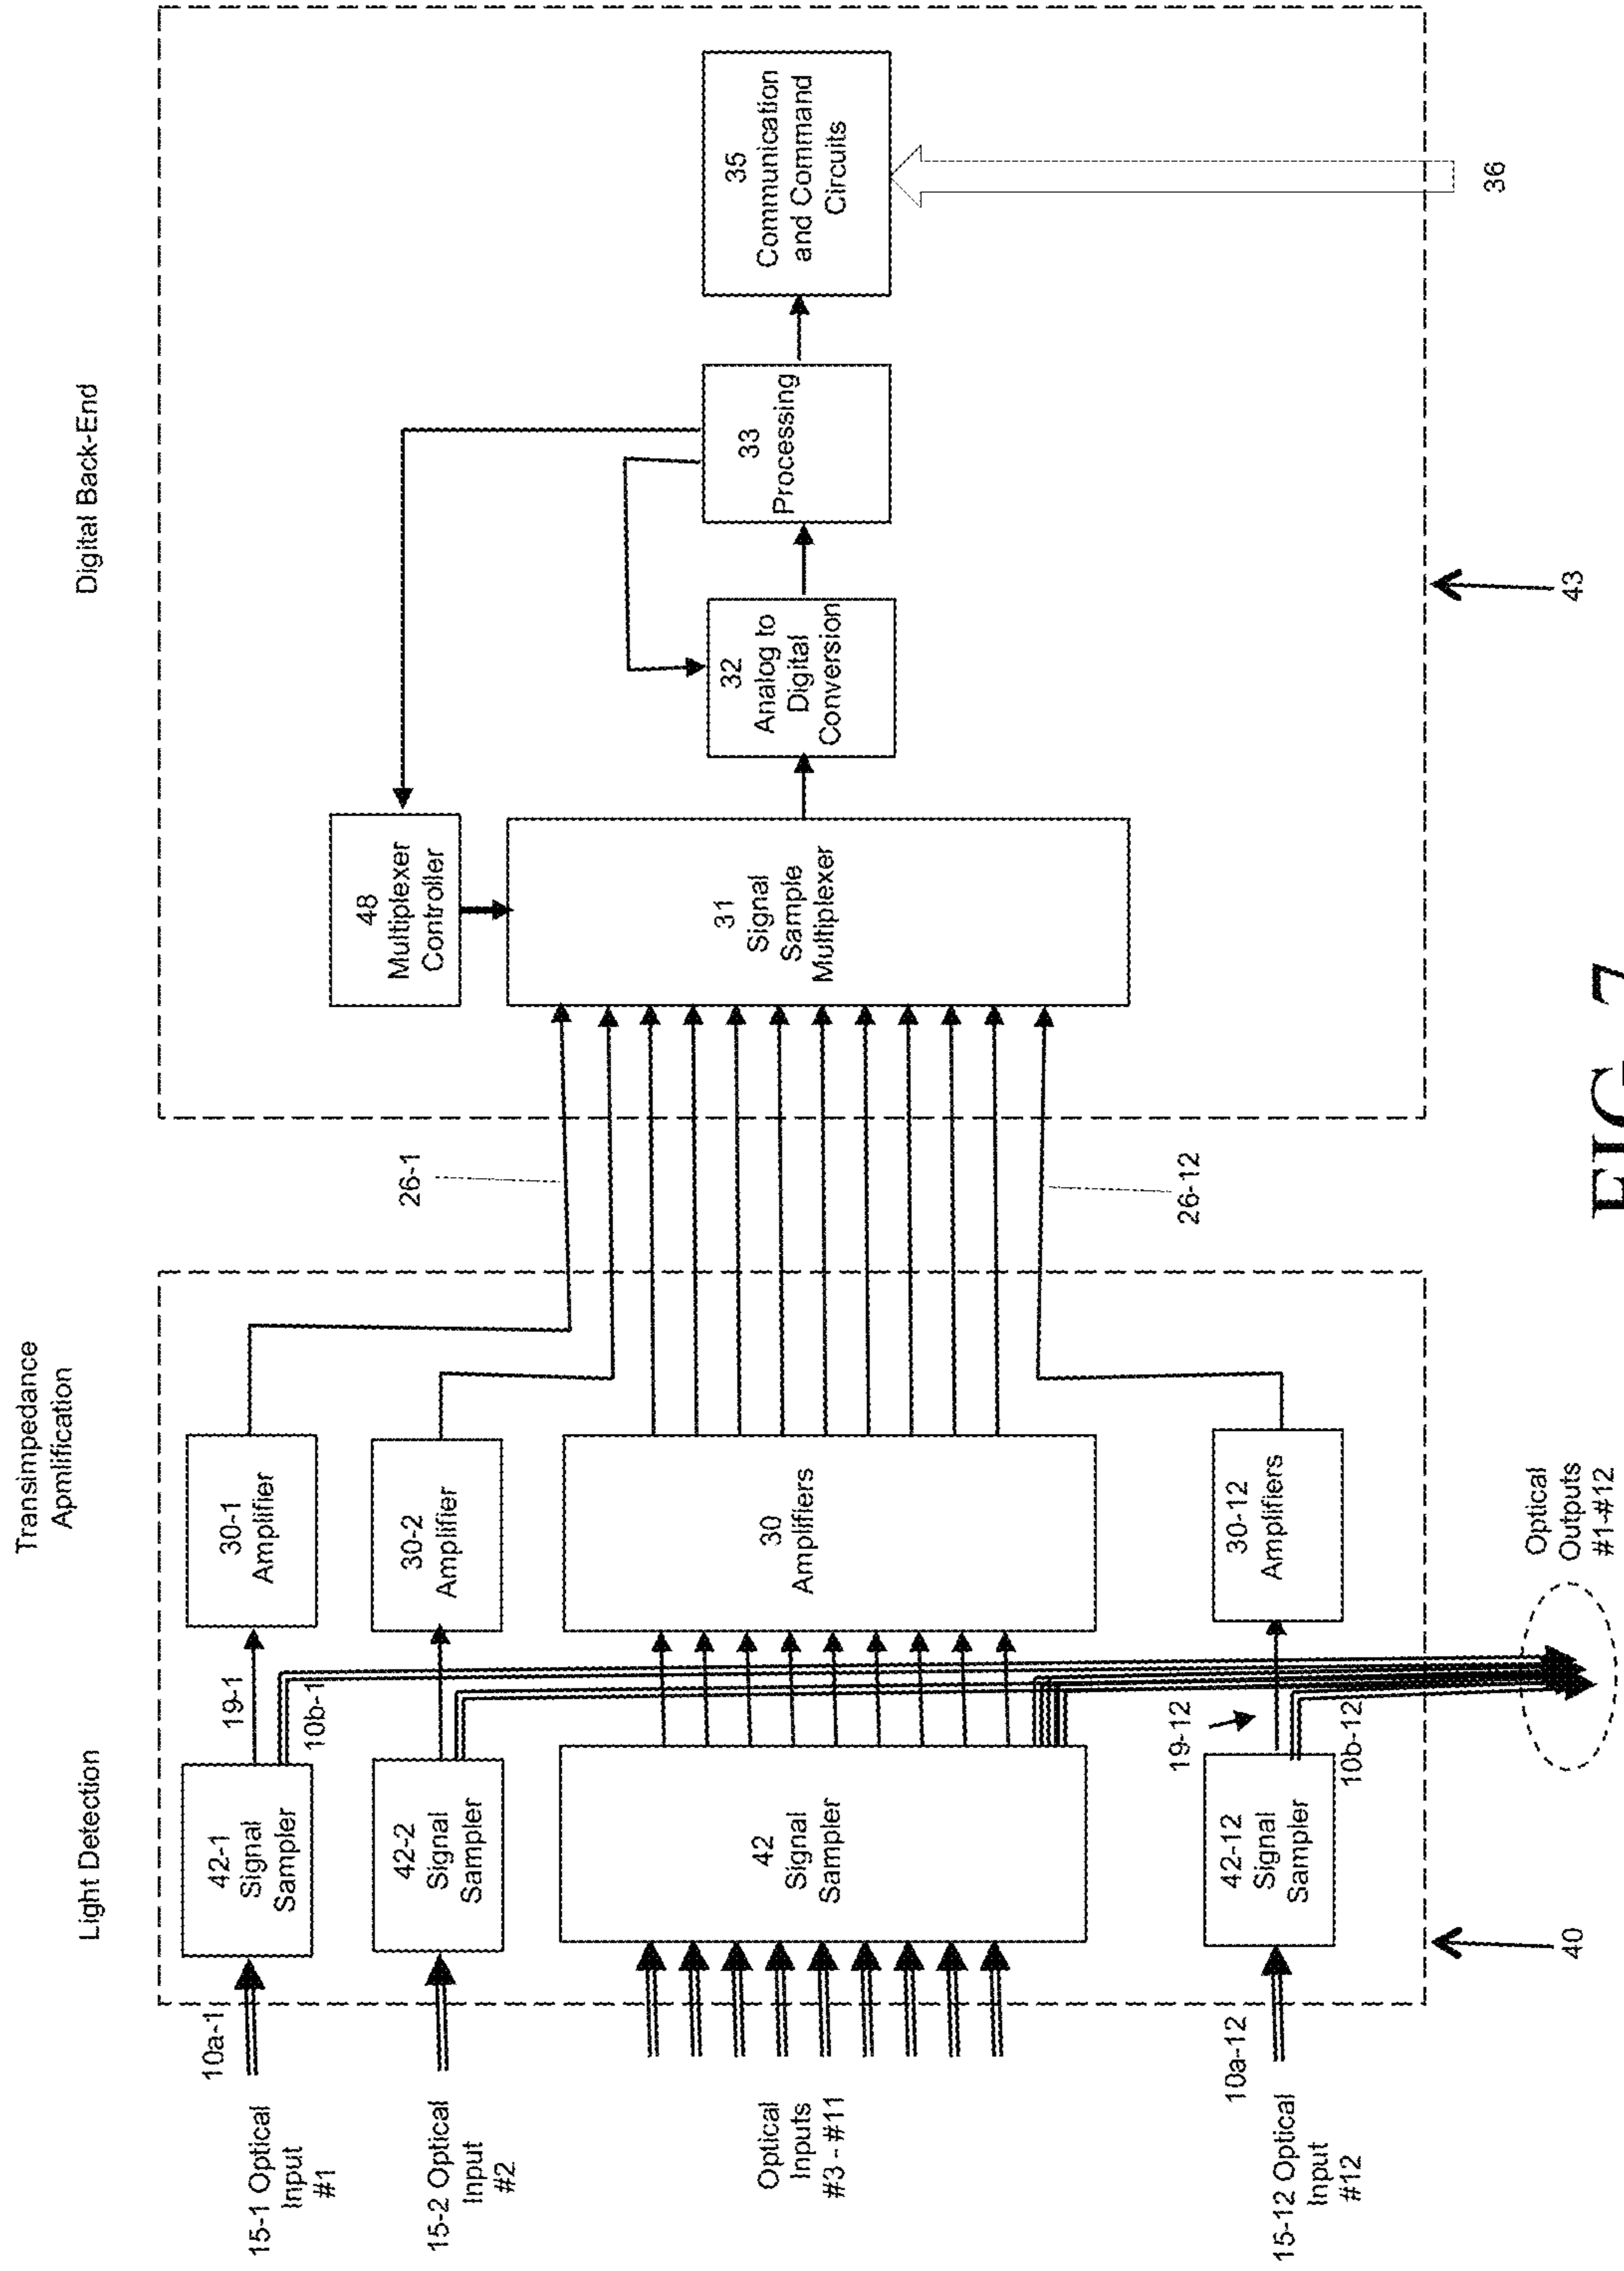 Light Detection
Transimpedance
Apmlification
Digital Back-End
15-1 Optical
Input
#1
10a-1
42-1
Signal
Sampler
19-1
10b-1
30-1
Amplifier
15-2 Optical
Input
#2
42-2
Signal
Sampler
30-2
Amplifier
Optical
Inputs
#3 - #11
42
Signal
Sampler
30
Amplifiers
15-12 Optical
Input
#12
10a-12
42-12
Signal
Sampler
19-12
10b-12
30-12
Amplifiers
26-1
26-12
48
Multiplexer
Controller
31
Signal
Sample
Multiplexer
32
Analog to
Digital
Conversion
33
Processing
35
Communication
and Command
Circuits
36
40
43
Optical
Outputs
#1-#12
FIG 7